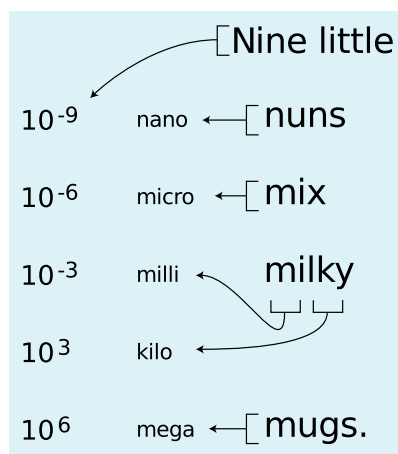 Nine little
10-9 nano nuns
10-6 micro mix
10-3 milli milky
103 kilo
106 mega mugs.